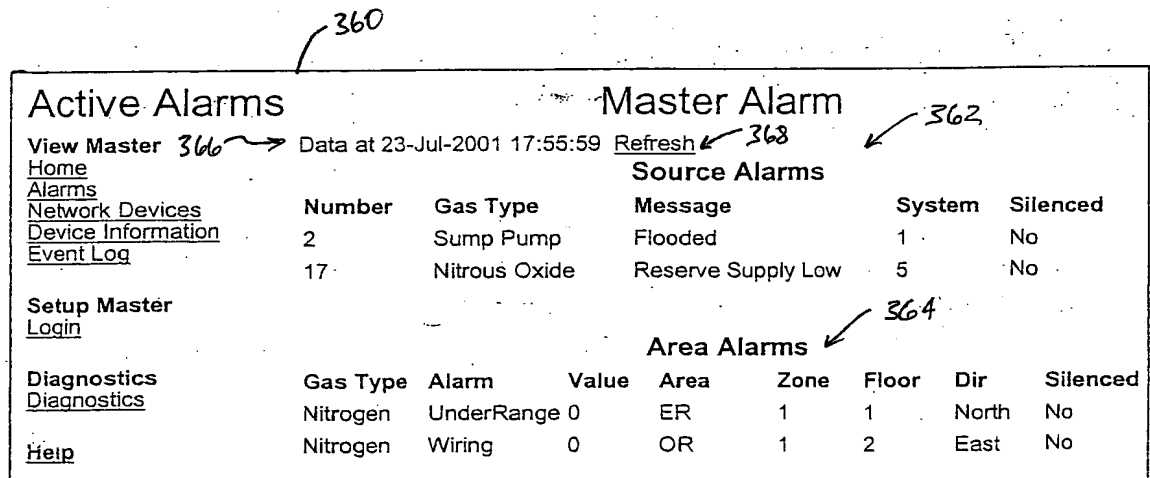 360
Active Alarms
Master Alarm
362
View Master
366
Data at 23-Jul-2001 17:55:59 Refresh
368
Home
Alarms
Network Devices
Device Information
Event Log
Setup Master
Login
Diagnostics
Diagnostics
Help
Source Alarms
Number Gas Type Message System Silenced
2 Sump Pump Flooded 1 No
17 Nitrous Oxide Reserve Supply Low 5 No
364
Area Alarms
Gas Type Alarm Value Area Zone Floor Dir Silenced
Nitrogen UnderRange 0 ER 1 1 North No
Nitrogen Wiring 0 OR 1 2 East No